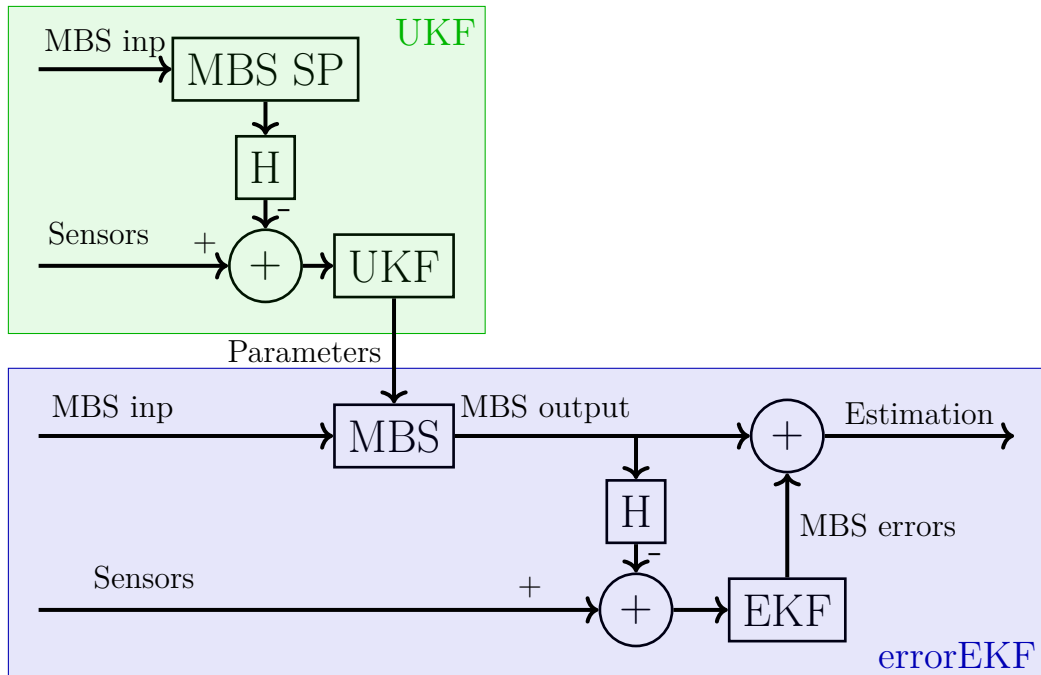 UKF
MBS inp
MBS SP
H
-
Sensors
+
+
UKF
Parameters
MBS inp
MBS
MBS output
+
Estimation
H
MBS errors
-
Sensors
+
+
EKF
errorEKF